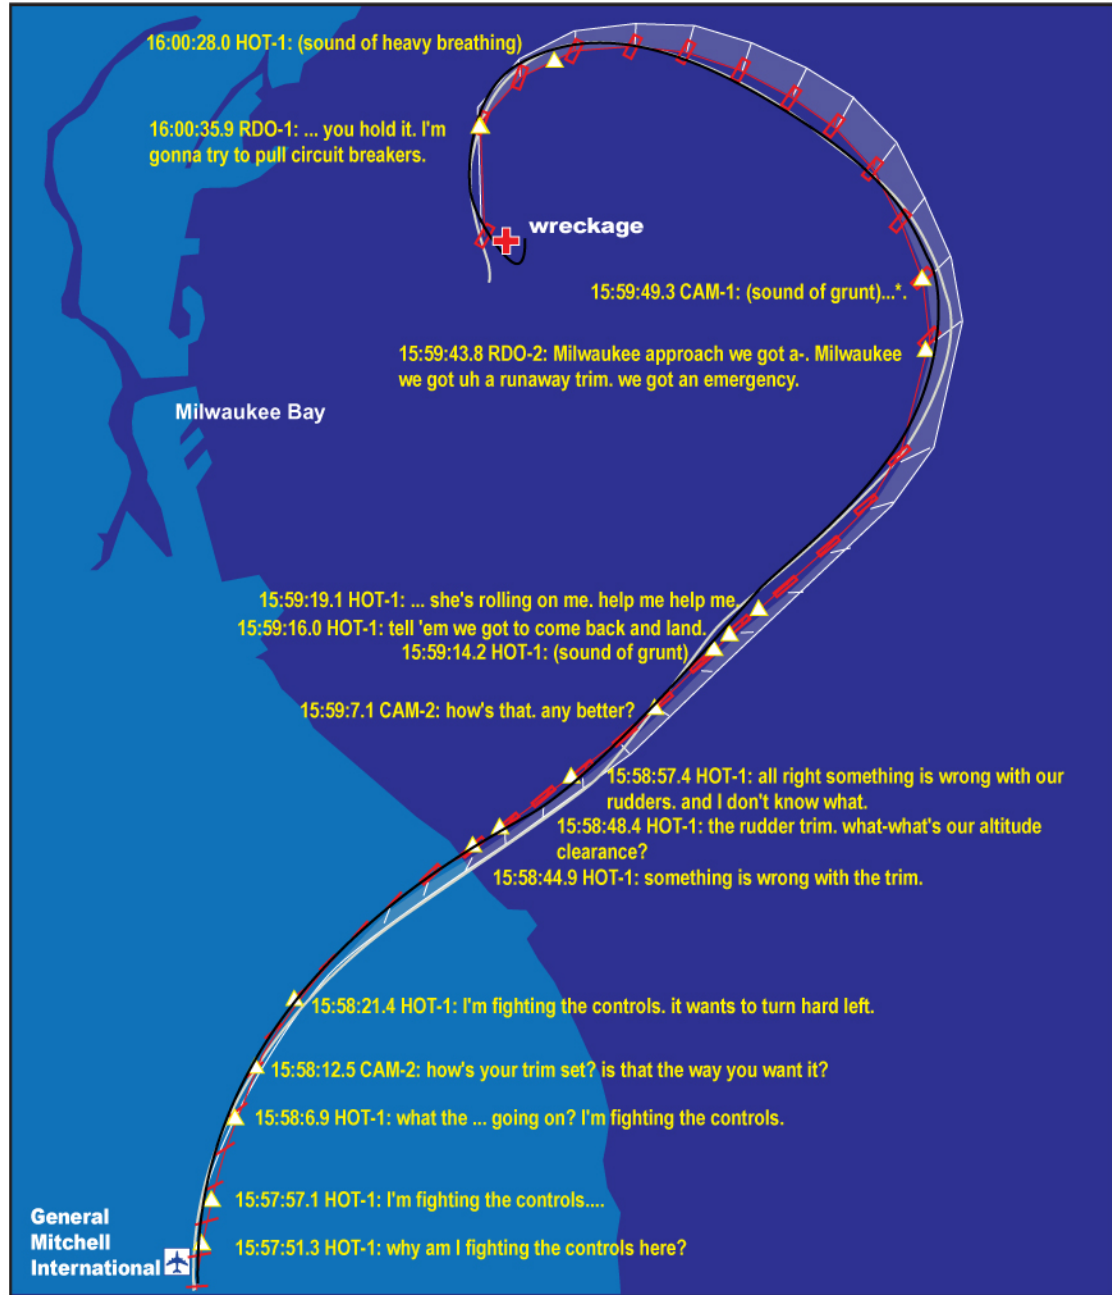 16:00:28.0 HOT-1: (sound of heavy breathing)
16:00:35.9 RDO-1: ... you hold it. I'm
gonna try to pull circuit breakers.
wreckage
15:59:49.3 CAM-1: (sound of grunt)...*.
15:59:43.8 RDO-2: Milwaukee approach we got a-. Milwaukee
we got uh a runaway trim. we got an emergency.
Milwaukee Bay
15:59:19.1 HOT-1: ... she's rolling on me. help me help me.
15:59:16.0 HOT-1: tell 'em we got to come back and land.
15:59:14.2 HOT-1: (sound of grunt)
15:59:7.1 CAM-2: how's that. any better?
15:58:57.4 HOT-1: all right something is wrong with our
rudders. and I don't know what.
15:58:48.4 HOT-1: the rudder trim. what-what's our altitude
clearance?
15:58:44.9 HOT-1: something is wrong with the trim.
15:58:21.4 HOT-1: I'm fighting the controls. it wants to turn hard left.
15:58:12.5 CAM-2: how's your trim set? is that the way you want it?
15:58:6.9 HOT-1: what the ... going on? I'm fighting the controls.
15:57:57.1 HOT-1: I'm fighting the controls....
15:57:51.3 HOT-1: why am I fighting the controls here?
General
Mitchell
International